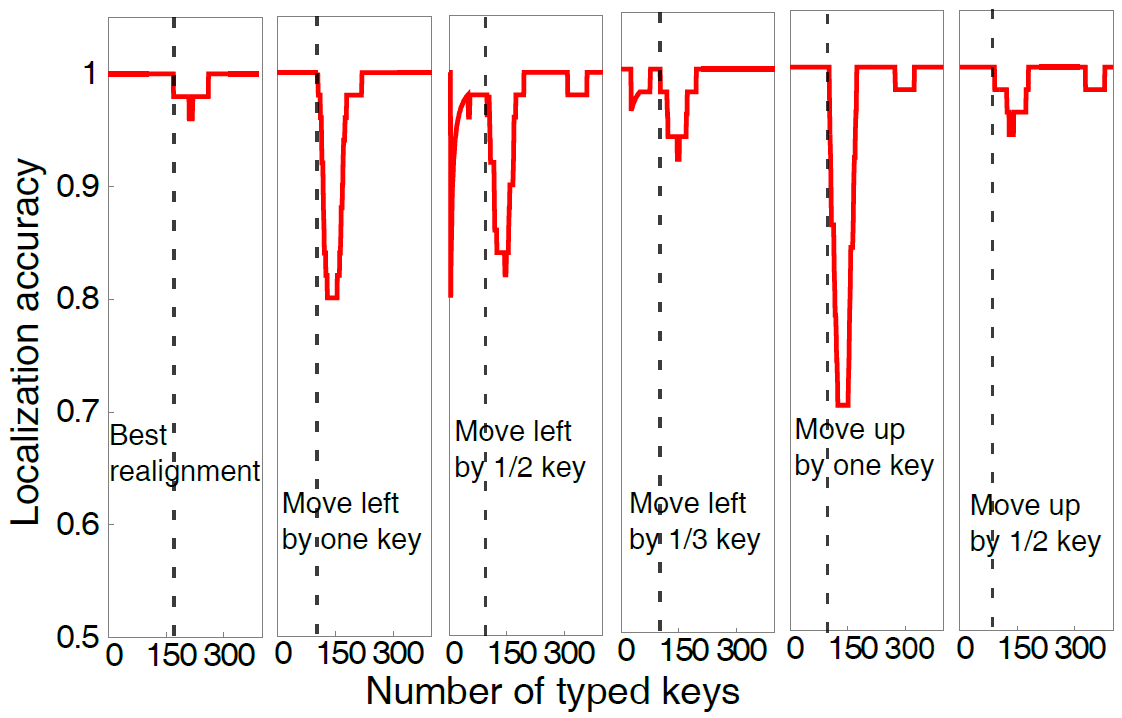 Localization accuracy
1
0.9
0.8
0.7
0.6
0.5
Best
realignment
Move left
by one key
Move left
by 1/2 key
Move left
by 1/3 key
Move up
by one key
Move up
by 1/2 key
0 150 300
0 150 300
0 150 300
0 150 300
0 150 300
0 150 300
Number of typed keys